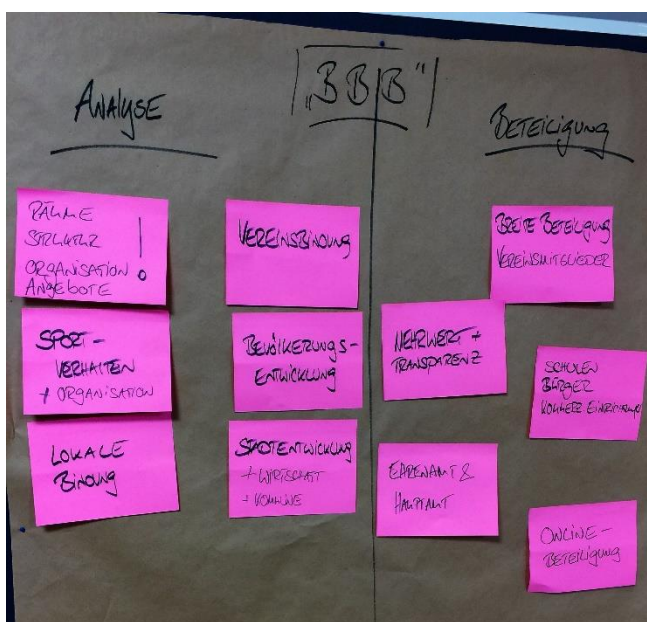 „BBB“
ANALYSE
RÄUME
STRUKTUR
ORGANISATION !
ANGEBOTE
SPORT-
VERHALTEN
+ ORGANISATION
LOKALE
BINDUNG
VEREINSBINDUNG
BEVÖLKERUNGS-
ENTWICKLUNG
STADTENTWICKLUNG
+ WIRTSCHAFT
+ KOMMUNE
BETEILIGUNG
BREITE BETEILIGUNG
VEREINSMITGLIEDER
MEHRWERT +
TRANSPARENZ
SCHULEN
BÜRGER
KOMMERZ EINRICHTUNG
EHRENAMT &
HAUPTAMT
ONLINE-
BETEILIGUNG